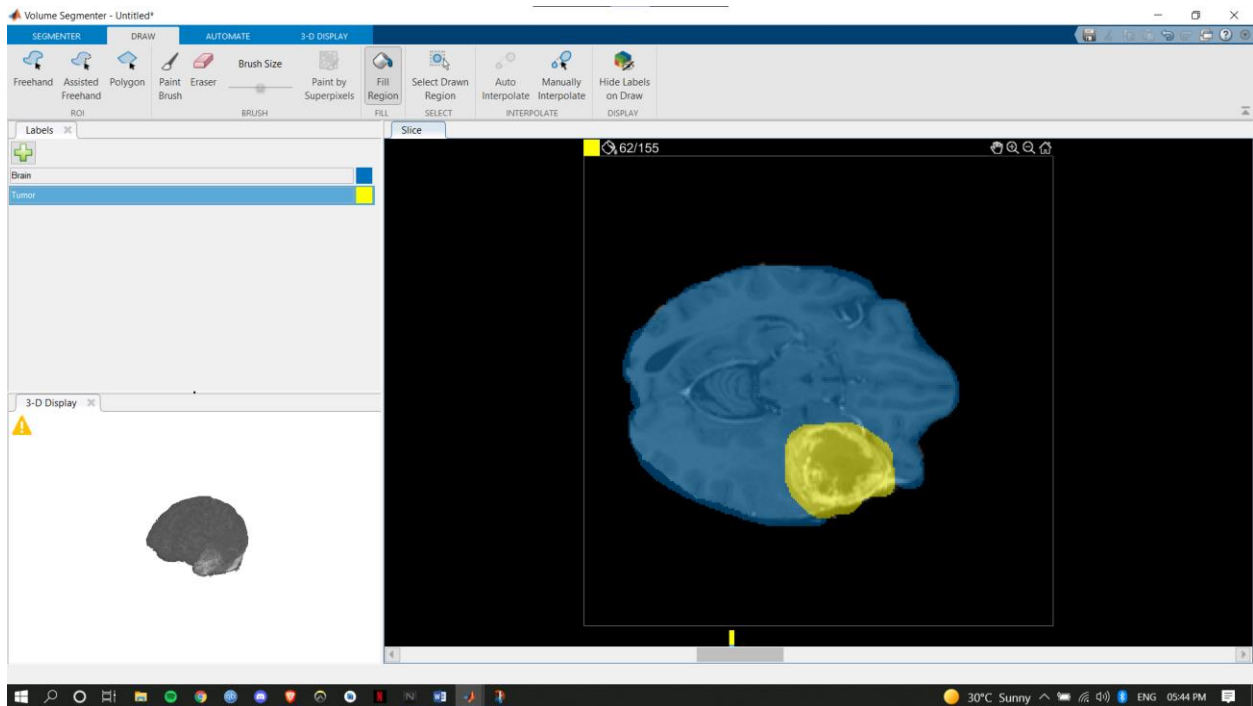 Volume Segmenter - Untitled*
SEGMENTER DRAW AUTOMATE 3-D DISPLAY
Freehand
Assisted Freehand
Polygon
Paint Brush
Eraser
Brush Size
Paint by Superpixels
Fill Region
Select Drawn Region
Auto Interpolate
Manually Interpolate
Hide Labels on Draw
ROI BRUSH FILL SELECT INTERPOLATE DISPLAY
Labels
Slice
62/155
Brain
Tumor
3-D Display
30°C Sunny ENG 05:44 PM